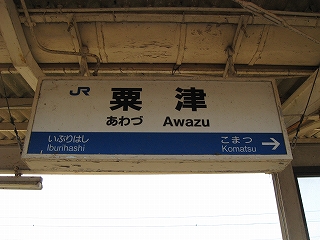 JR 粟津
あわづ Awazu
いぶりはし こまつ
Iburihashi Komatsu →